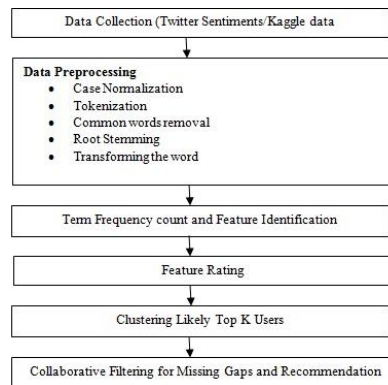 Data Collection (Twitter Sentiments/Kaggle data
Data Preprocessing
• Case Normalization
• Tokenization
• Common words removal
• Root Stemming
• Transforming the word
Term Frequency count and Feature Identification
Feature Rating
Clustering Likely Top K Users
Collaborative Filtering for Missing Gaps and Recommendation